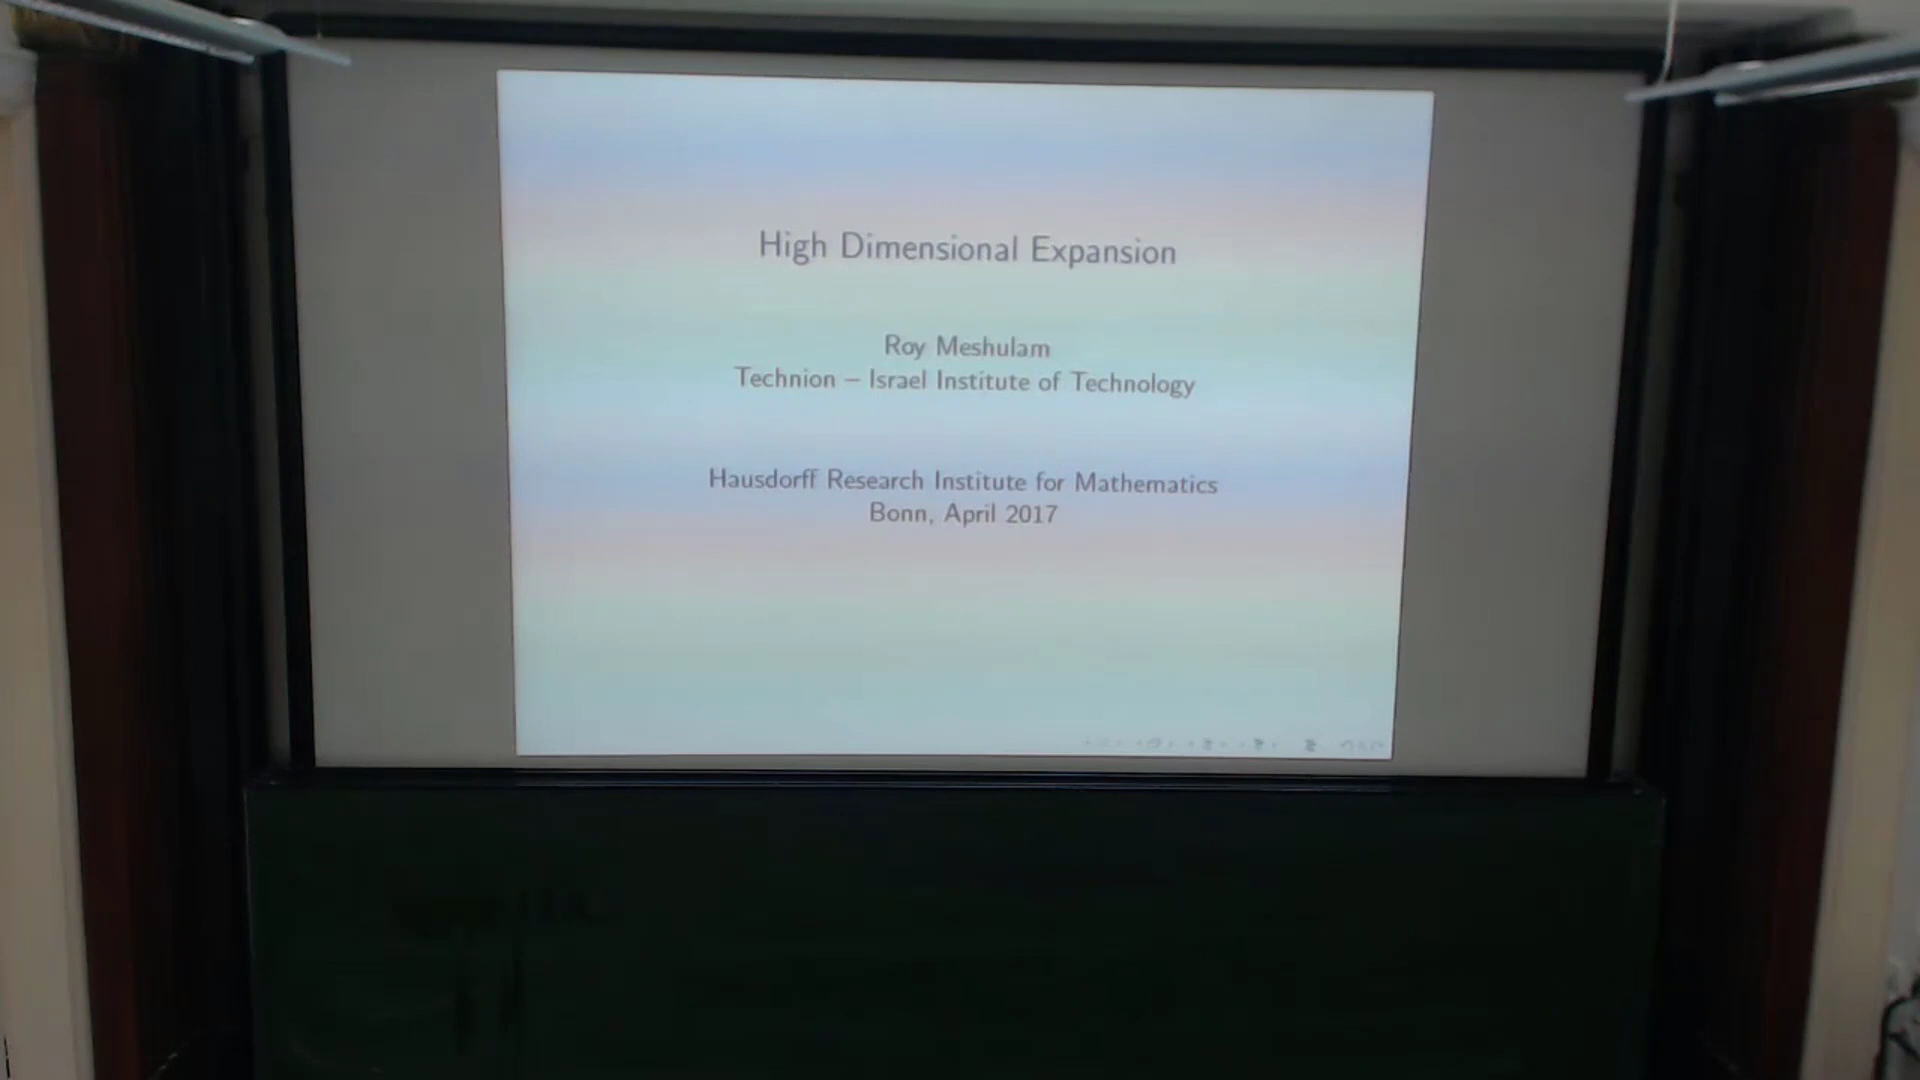 High Dimensional Expansion
Roy Meshulam
Technion – Israel Institute of Technology
Hausdorff Research Institute for Mathematics
Bonn, April 2017